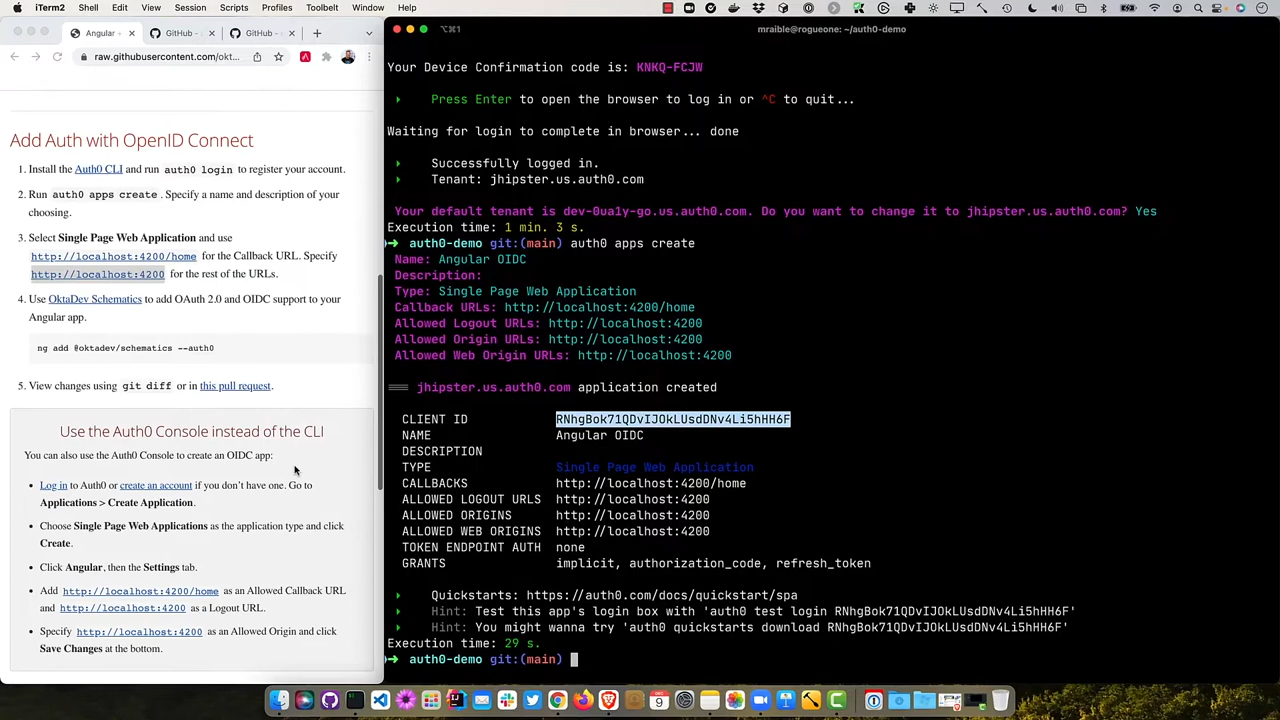 iTerm2 Shell Edit View Session Scripts Profiles Toolbelt Window Help
Angular -
GitHub -
GitHub -
⌥⌘1
mraible@rogueone: ~/auth0-demo
raw.githubusercontent.com/okt...
Add Auth with OpenID Connect
1. Install the Auth0 CLI and run auth0 login to register your account.
2. Run auth0 apps create . Specify a name and description of your
choosing.
3. Select Single Page Web Application and use
http://localhost:4200/home for the Callback URL. Specify
http://localhost:4200 for the rest of the URLs.
4. Use OktaDev Schematics to add OAuth 2.0 and OIDC support to your
Angular app.
ng add @oktadev/schematics --auth0
5. View changes using git diff or in this pull request.
Use the Auth0 Console instead of the CLI
You can also use the Auth0 Console to create an OIDC app:
• Log in to Auth0 or create an account if you don't have one. Go to
Applications > Create Application.
• Choose Single Page Web Applications as the application type and click
Create.
• Click Angular, then the Settings tab.
• Add http://localhost:4200/home as an Allowed Callback URL
and http://localhost:4200 as a Logout URL.
• Specify http://localhost:4200 as an Allowed Origin and click
Save Changes at the bottom.
Your Device Confirmation code is: KNKQ-FCJW
Press Enter to open the browser to log in or ^C to quit...
Waiting for login to complete in browser... done
Successfully logged in.
Tenant: jhipster.us.auth0.com
Your default tenant is dev-0ua1y-go.us.auth0.com. Do you want to change it to jhipster.us.auth0.com? Yes
Execution time: 1 min. 3 s.
➜ auth0-demo git:(main) auth0 apps create
Name: Angular OIDC
Description:
Type: Single Page Web Application
Callback URLs: http://localhost:4200/home
Allowed Logout URLs: http://localhost:4200
Allowed Origin URLs: http://localhost:4200
Allowed Web Origin URLs: http://localhost:4200
=== jhipster.us.auth0.com application created
CLIENT ID RNhgBok71QDvIJOkLUsdDNv4Li5hHH6F
NAME Angular OIDC
DESCRIPTION
TYPE Single Page Web Application
CALLBACKS http://localhost:4200/home
ALLOWED LOGOUT URLS http://localhost:4200
ALLOWED ORIGINS http://localhost:4200
ALLOWED WEB ORIGINS http://localhost:4200
TOKEN ENDPOINT AUTH none
GRANTS implicit, authorization_code, refresh_token
Quickstarts: https://auth0.com/docs/quickstart/spa
Hint: Test this app's login box with 'auth0 test login RNhgBok71QDvIJOkLUsdDNv4Li5hHH6F'
Hint: You might wanna try 'auth0 quickstarts download RNhgBok71QDvIJOkLUsdDNv4Li5hHH6F'
Execution time: 29 s.
➜ auth0-demo git:(main)
9